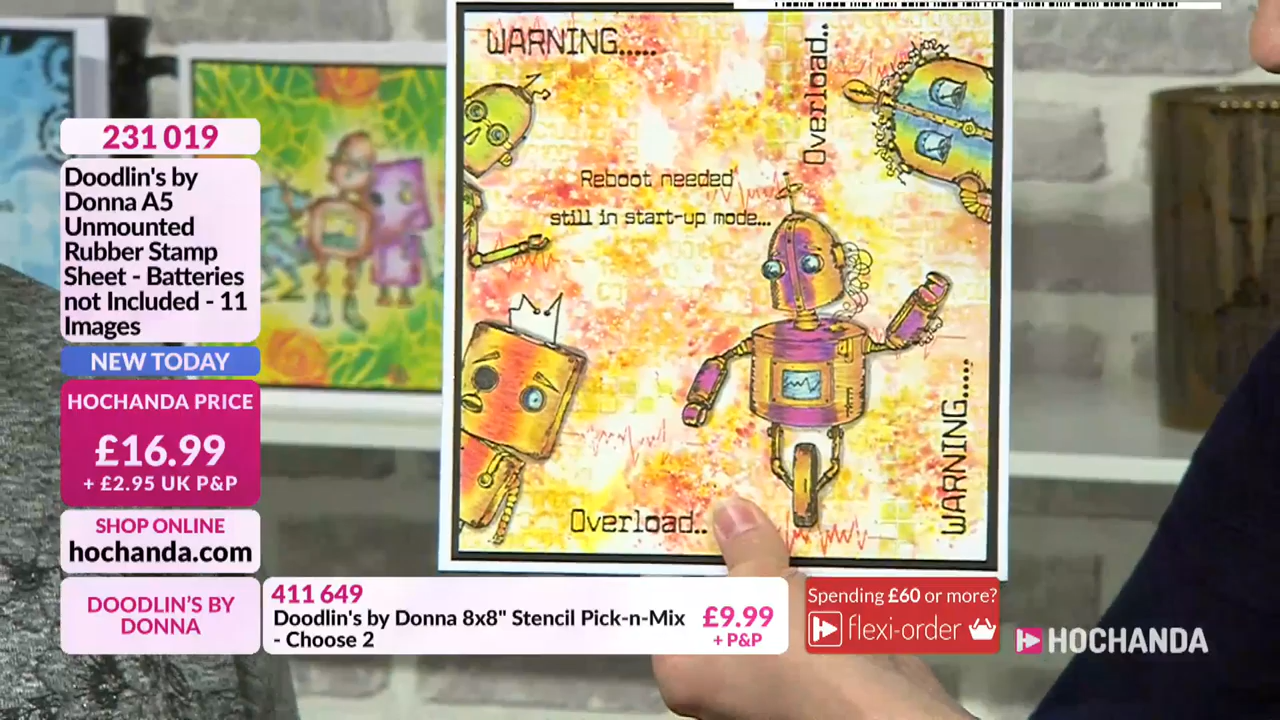 231 019
Doodlin's by
Donna A5
Unmounted
Rubber Stamp
Sheet - Batteries
not Included - 11
Images
NEW TODAY
HOCHANDA PRICE
£16.99
+ £2.95 UK P&P
SHOP ONLINE
hochanda.com
DOODLIN'S BY
DONNA
WARNING.....
Overload..
Reboot needed
still in start-up mode...
WARNING.....
Overload..
411 649
Doodlin's by Donna 8x8" Stencil Pick-n-Mix
- Choose 2
£9.99
+ P&P
Spending £60 or more?
flexi-order
HOCHANDA